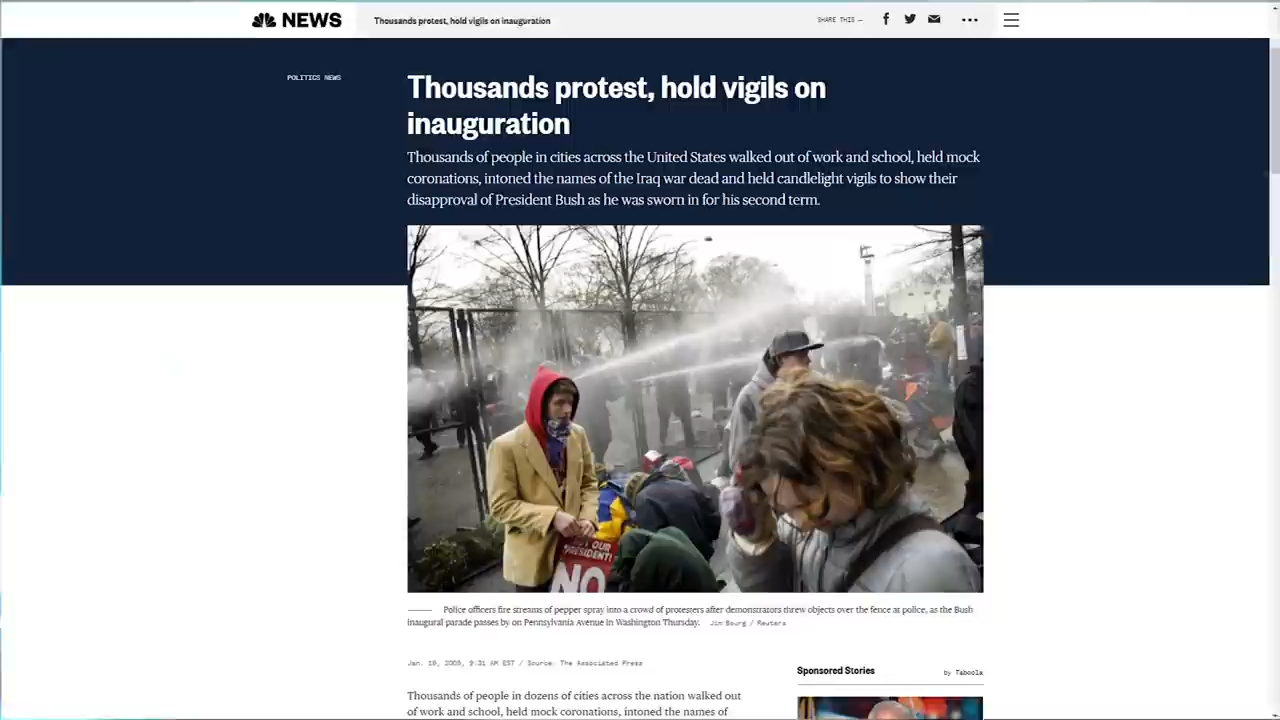 NEWS
Thousands protest, hold vigils on inauguration
SHARE THIS —
POLITICS NEWS
Thousands protest, hold vigils on
inauguration
Thousands of people in cities across the United States walked out of work and school, held mock
coronations, intoned the names of the Iraq war dead and held candlelight vigils to show their
disapproval of President Bush as he was sworn in for his second term.
OUR
PRESIDENT!
NO
Police officers fire streams of pepper spray into a crowd of protesters after demonstrators threw objects over the fence at police, as the Bush
inaugural parade passes by on Pennsylvania Avenue in Washington Thursday. Jim Bourg / Reuters
Jan. 19, 2005, 9:31 AM EST / Source: The Associated Press
Sponsored Stories
by Taboola
Thousands of people in dozens of cities across the nation walked out
of work and school, held mock coronations, intoned the names of